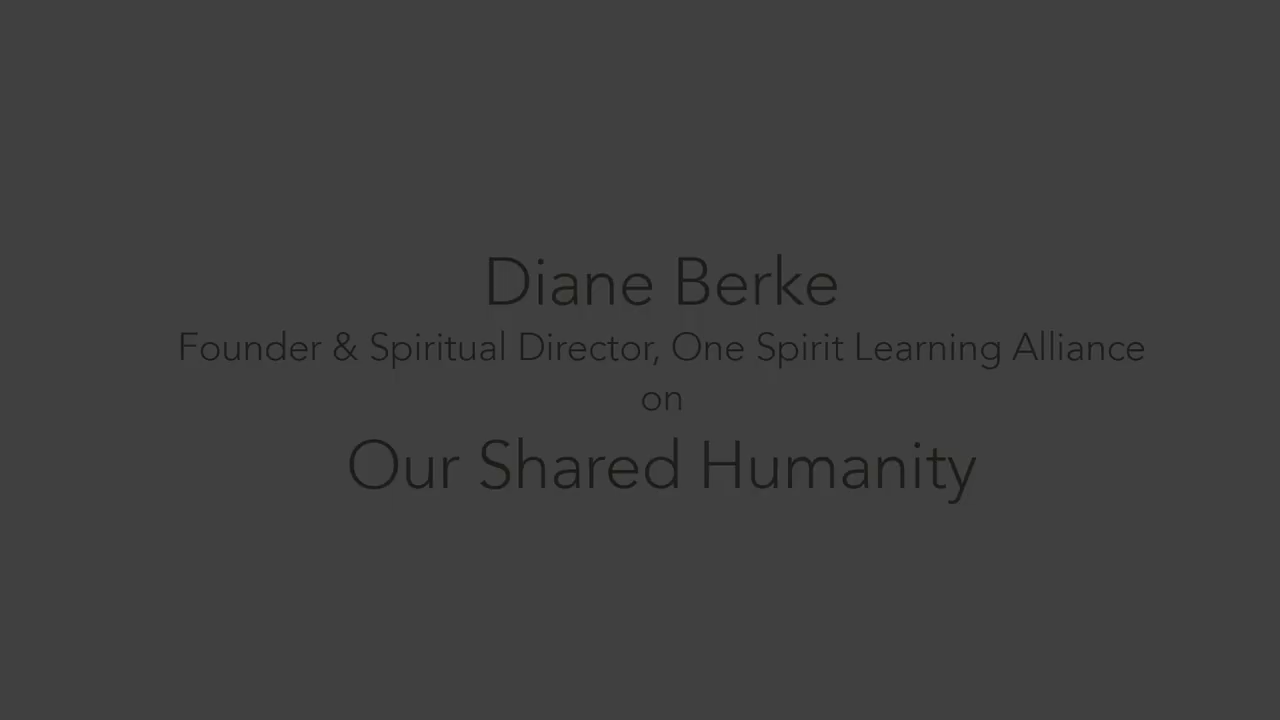 Diane Berke
Founder & Spiritual Director, One Spirit Learning Alliance
on
Our Shared Humanity